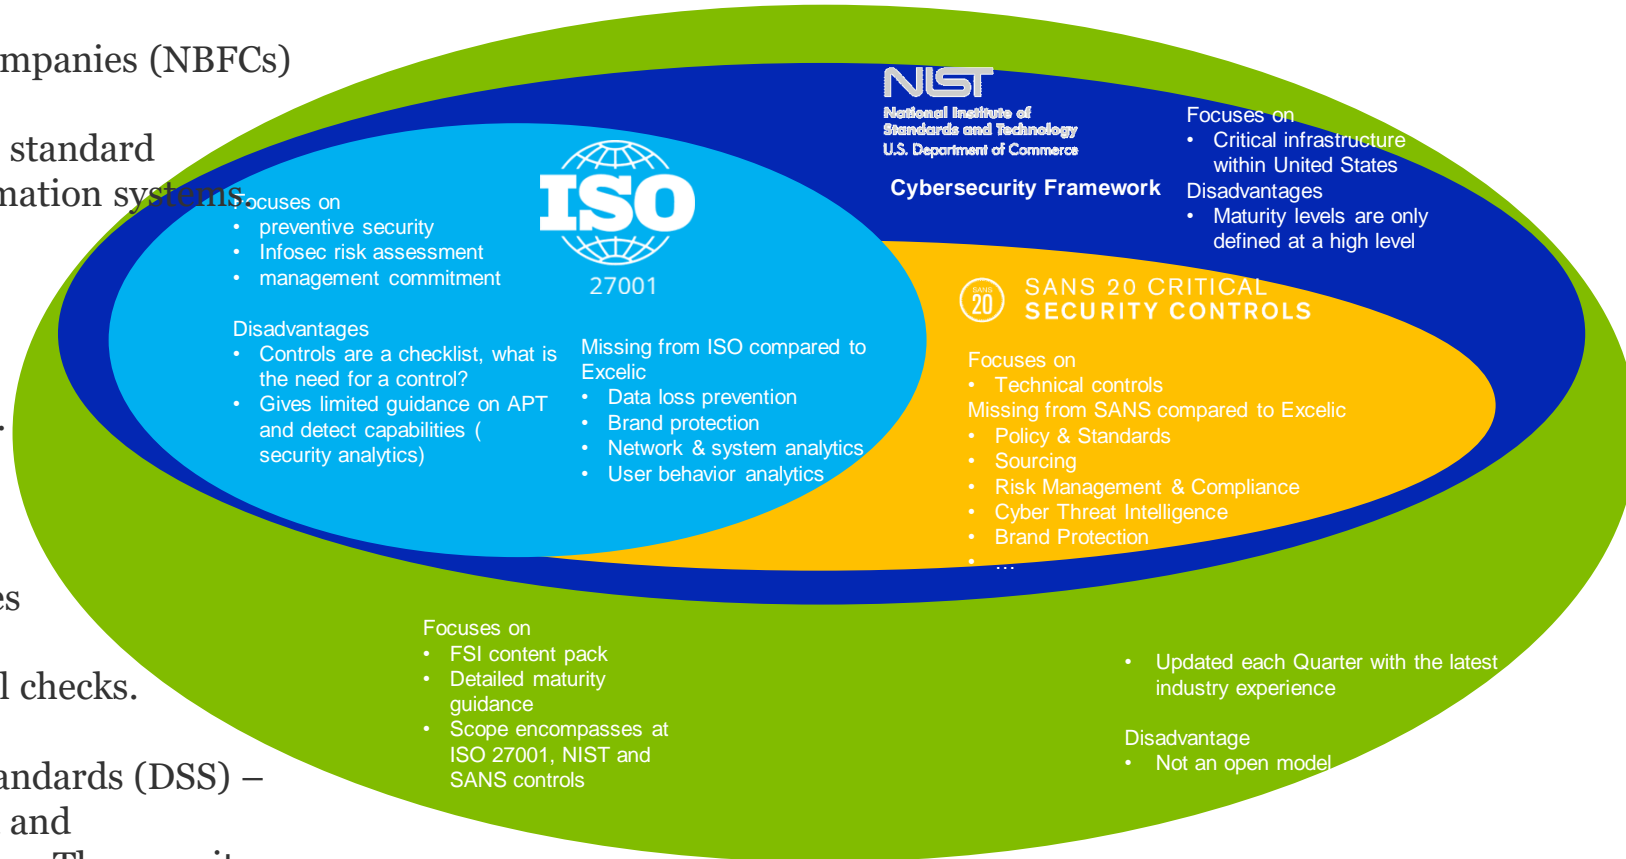 mpanies (NBFCs)
standard
mation systems.
.
es
l checks.
andards (DSS) –
and
NIST
National Institute of
Standards and Technology
U.S. Department of Commerce
Cybersecurity Framework
Focuses on
• Critical infrastructure
within United States
Disadvantages
• Maturity levels are only
defined at a high level
Focuses on
• preventive security
• Infosec risk assessment
• management commitment
Disadvantages
• Controls are a checklist, what is
the need for a control?
• Gives limited guidance on APT
and detect capabilities (
security analytics)
ISO
27001
Missing from ISO compared to
Excelic
• Data loss prevention
• Brand protection
• Network & system analytics
• User behavior analytics
SANS
20
SANS 20 CRITICAL
SECURITY CONTROLS
Focuses on
• Technical controls
Missing from SANS compared to Excelic
• Policy & Standards
• Sourcing
• Risk Management & Compliance
• Cyber Threat Intelligence
• Brand Protection
• …
Focuses on
• FSI content pack
• Detailed maturity
guidance
• Scope encompasses at
ISO 27001, NIST and
SANS controls
• Updated each Quarter with the latest
industry experience
Disadvantage
• Not an open model